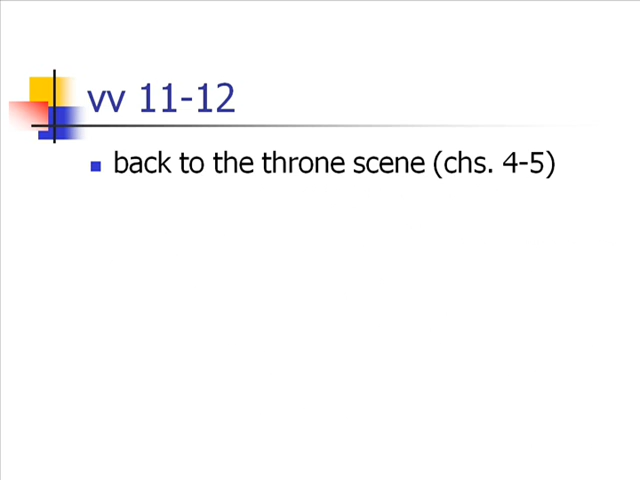 vv 11-12
back to the throne scene (chs. 4-5)